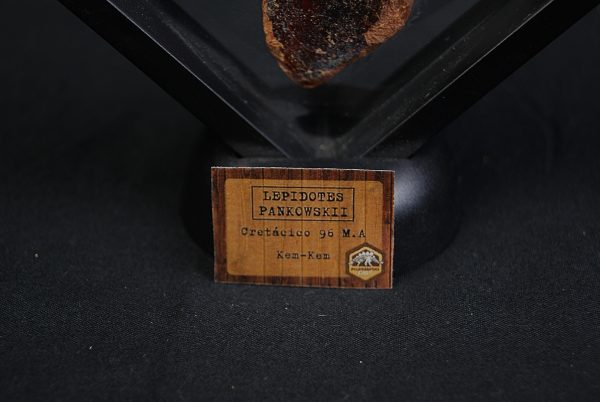 LEPIDOTES
PANKOWSKII
Cretácico 96 M.A
Kem-Kem